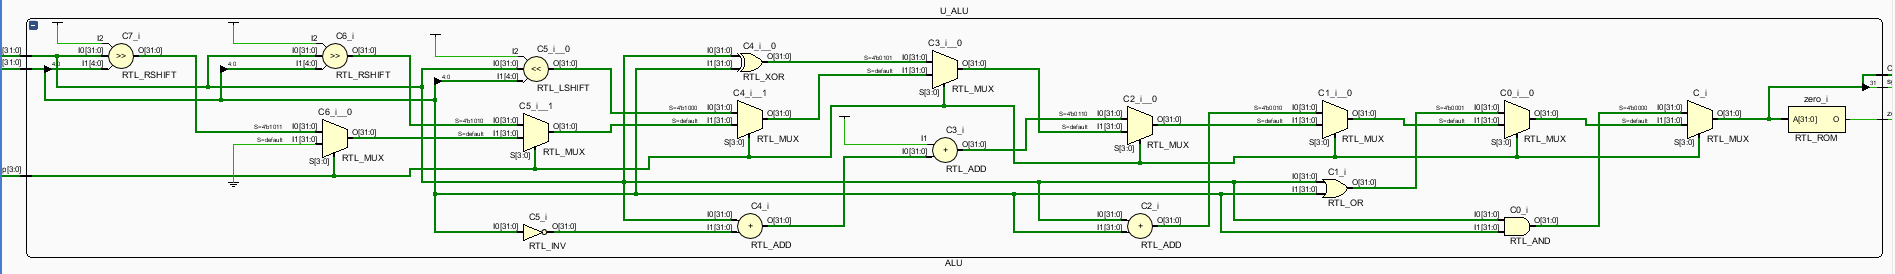 U_ALU
[31:0]
[31:0]
p[3:0]
4:0
I2
C7_i
I0[31:0]
>>
O[31:0]
I1[4:0]
RTL_RSHIFT
4:0
I2
C6_i
I0[31:0]
>>
O[31:0]
I1[4:0]
RTL_RSHIFT
C6_i__0
S=4'b1011
I0[31:0]
O[31:0]
S=default
I1[31:0]
S[3:0]
RTL_MUX
4:0
I2
C5_i__0
I0[31:0]
<<
O[31:0]
I1[4:0]
RTL_LSHIFT
C5_i__1
S=4'b1010
I0[31:0]
O[31:0]
S=default
I1[31:0]
S[3:0]
RTL_MUX
C5_i
I0[31:0]
O[31:0]
RTL_INV
C4_i__0
I0[31:0]
O[31:0]
I1[31:0]
RTL_XOR
C4_i__1
S=4'b1000
I0[31:0]
O[31:0]
S=default
I1[31:0]
S[3:0]
RTL_MUX
C4_i
I0[31:0]
+
O[31:0]
I1[31:0]
RTL_ADD
C3_i__0
S=4'b0101
I0[31:0]
O[31:0]
S=default
I1[31:0]
S[3:0]
RTL_MUX
C3_i
I1
+
O[31:0]
I0[31:0]
RTL_ADD
C2_i__0
S=4'b0110
I0[31:0]
O[31:0]
S=default
I1[31:0]
S[3:0]
RTL_MUX
C2_i
I0[31:0]
+
O[31:0]
I1[31:0]
RTL_ADD
C1_i__0
S=4'b0010
I0[31:0]
O[31:0]
S=default
I1[31:0]
S[3:0]
RTL_MUX
C1_i
I0[31:0]
O[31:0]
I1[31:0]
RTL_OR
C0_i__0
S=4'b0001
I0[31:0]
O[31:0]
S=default
I1[31:0]
S[3:0]
RTL_MUX
C0_i
I0[31:0]
O[31:0]
I1[31:0]
RTL_AND
C_i
S=4'b0000
I0[31:0]
O[31:0]
S=default
I1[31:0]
S[3:0]
RTL_MUX
zero_i
A[31:0]
O
RTL_ROM
31
ALU